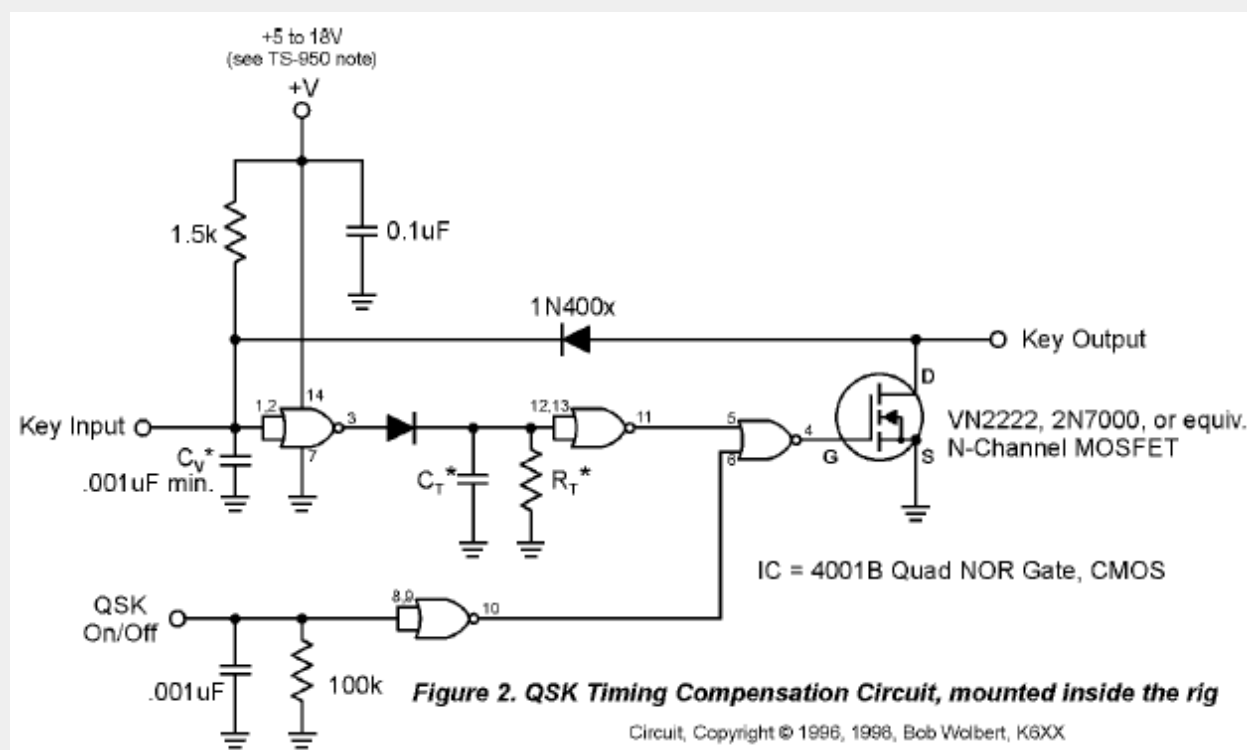 +5 to 18V
(see TS-950 note)
+V
1.5k
0.1uF
1N400x
Key Output
D
14
1,2
3
12,13
11
5
VN2222, 2N7000, or equiv.
Key Input
4
G
S
N-Channel MOSFET
7
6
Cv*
.001uF min.
CT*
RT*
IC = 4001B Quad NOR Gate, CMOS
QSK
On/Off
8,9
10
.001uF
100k
Figure 2. QSK Timing Compensation Circuit, mounted inside the rig
Circuit, Copyright © 1996, 1998, Bob Wolbert, K6XX